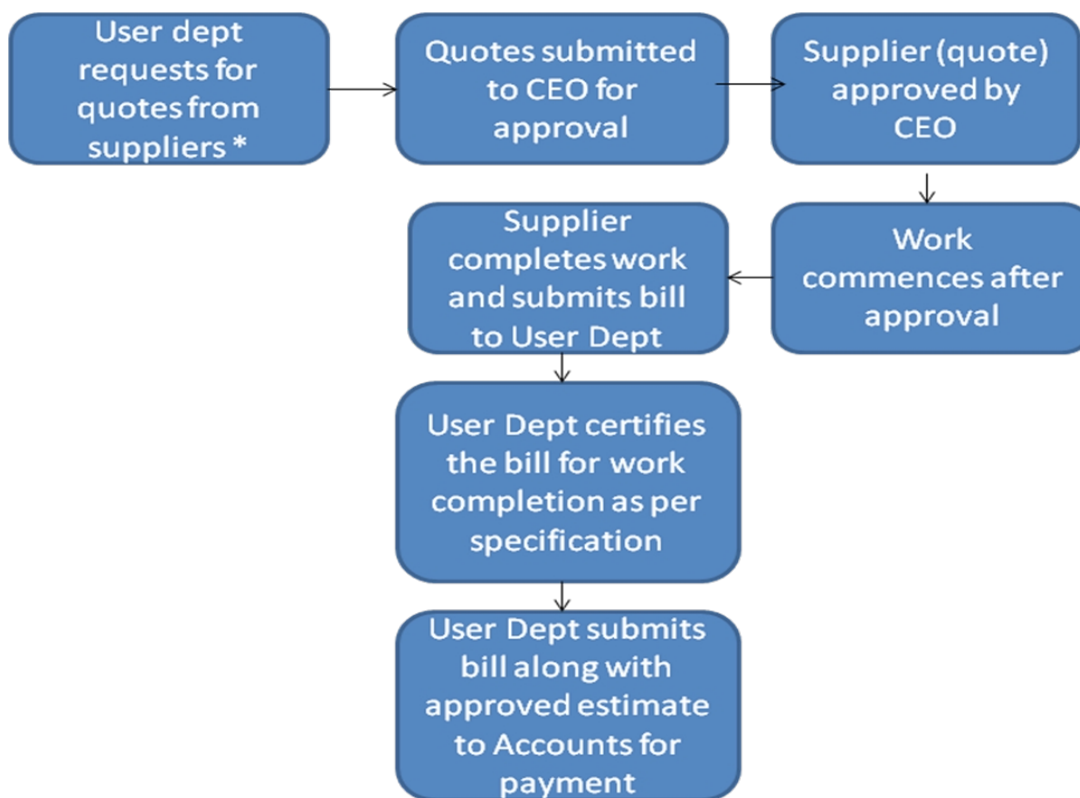 User dept
requests for
quotes from
suppliers *
Quotes submitted
to CEO for
approval
Supplier (quote)
approved by
CEO
Work
commences after
approval
Supplier
completes work
and submits bill
to User Dept
User Dept certifies
the bill for work
completion as per
specification
User Dept submits
bill along with
approved estimate
to Accounts for
payment